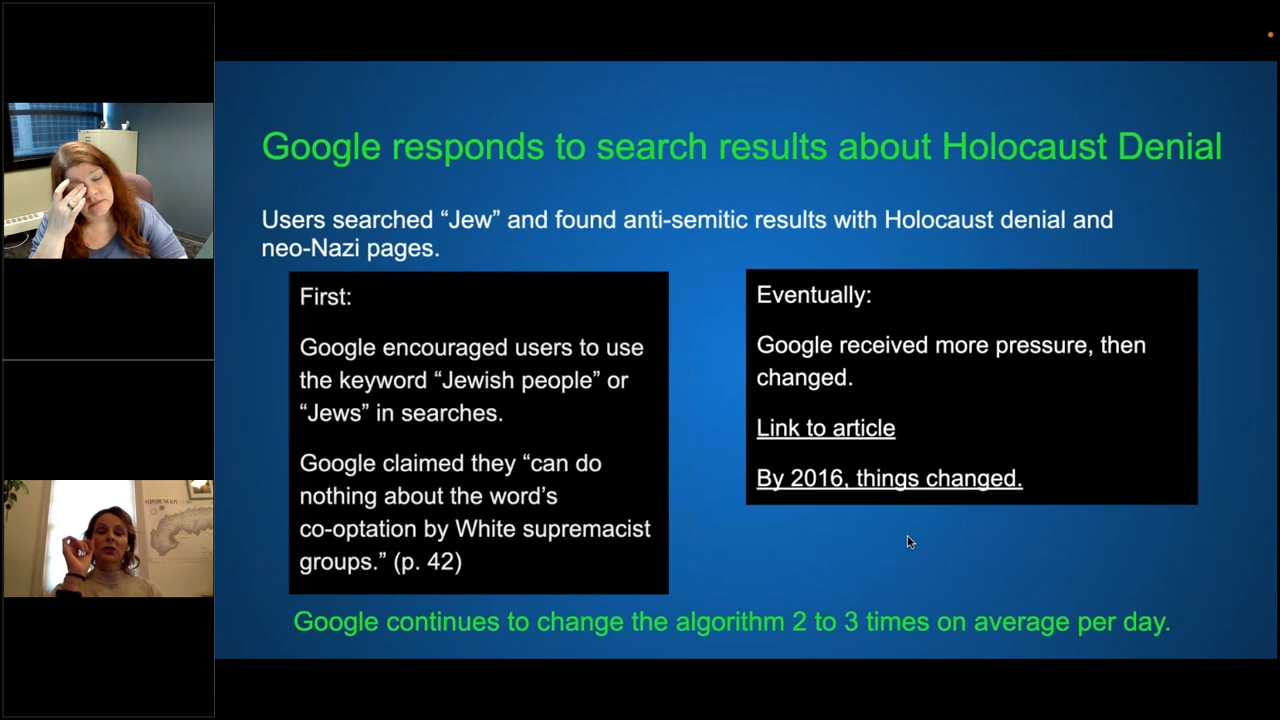 Google responds to search results about Holocaust Denial
Users searched “Jew” and found anti-semitic results with Holocaust denial and
neo-Nazi pages.
First:
Google encouraged users to use
the keyword “Jewish people” or
“Jews” in searches.
Google claimed they “can do
nothing about the word’s
co-optation by White supremacist
groups.” (p. 42)
Eventually:
Google received more pressure, then
changed.
Link to article
By 2016, things changed.
Google continues to change the algorithm 2 to 3 times on average per day.